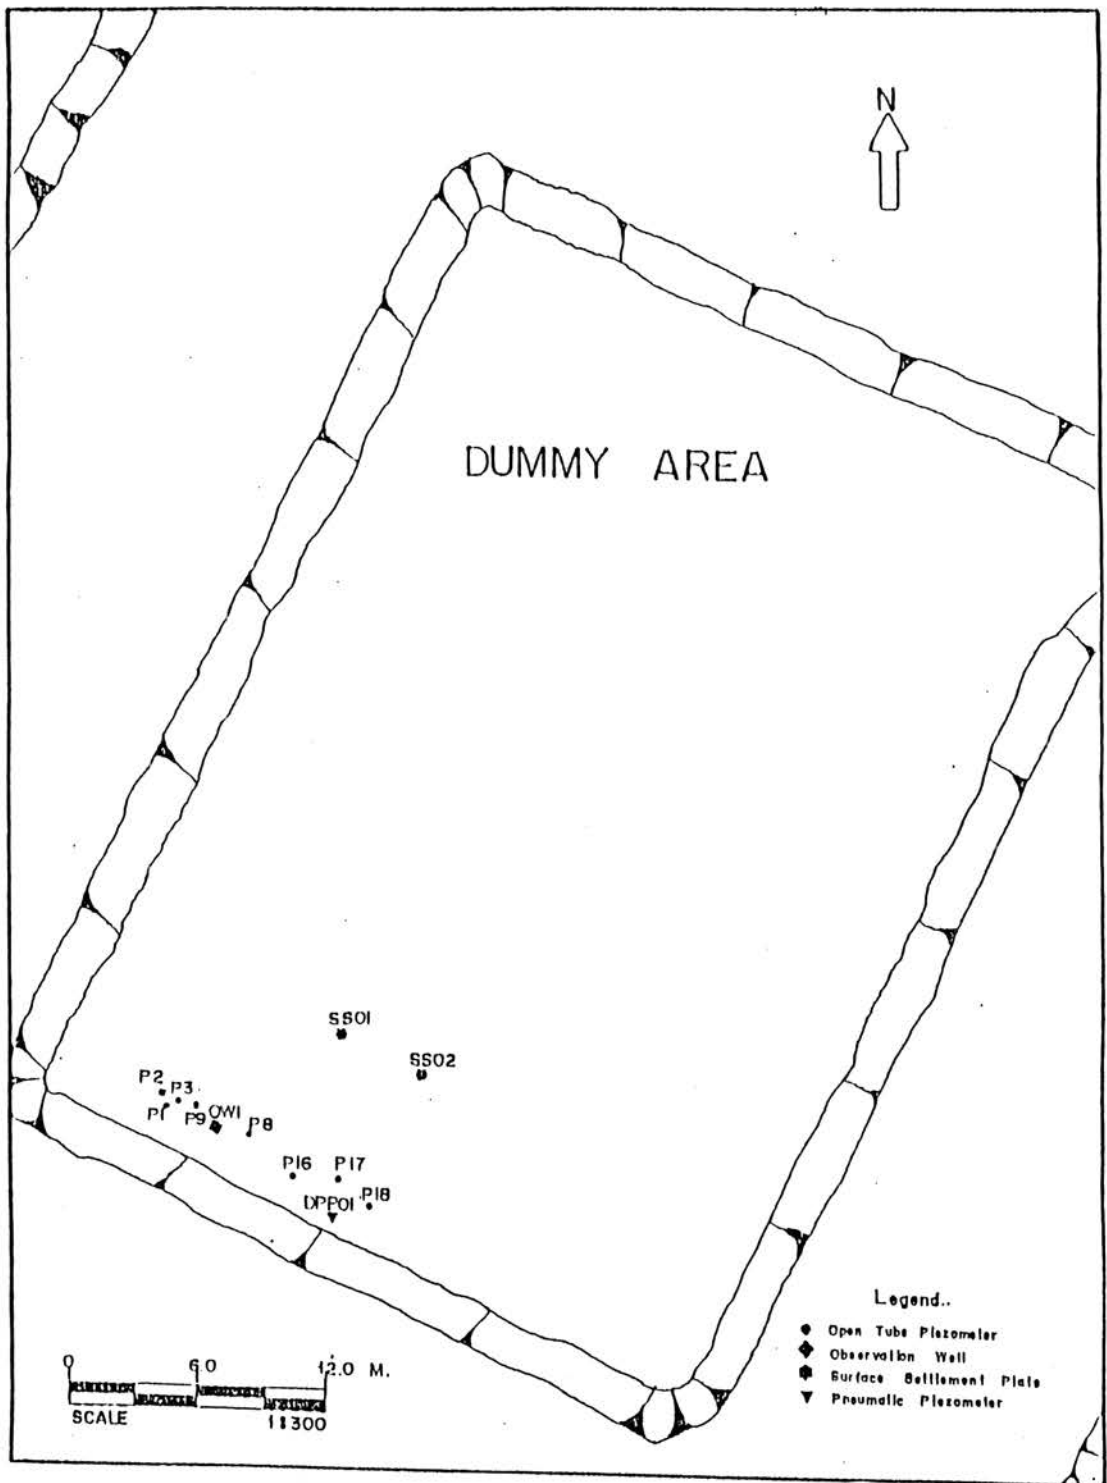 N
DUMMY AREA
SS01
SS02
P2
P3
P1
P9
OW1
P8
P16
P17
DPP01
P18
Legend..
Open Tube Piezometer
Observation Well
Surface Settlement Plate
Pneumatic Piezometer
0 6.0 12.0 M.
SCALE 1:300